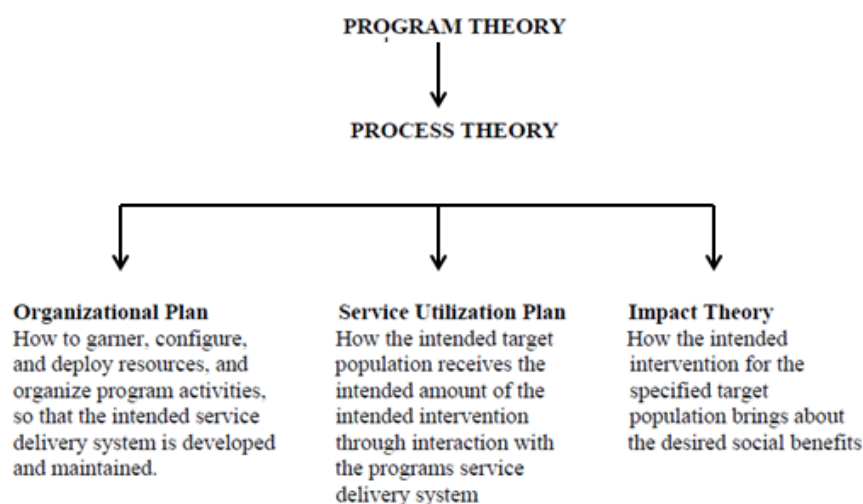 PROGRAM THEORY
PROCESS THEORY
Organizational Plan
How to garner, configure,
and deploy resources, and
organize program activities,
so that the intended service
delivery system is developed
and maintained.
Service Utilization Plan
How the intended target
population receives the
intended amount of the
intended intervention
through interaction with
the programs service
delivery system
Impact Theory
How the intended
intervention for the
specified target
population brings about
the desired social benefits